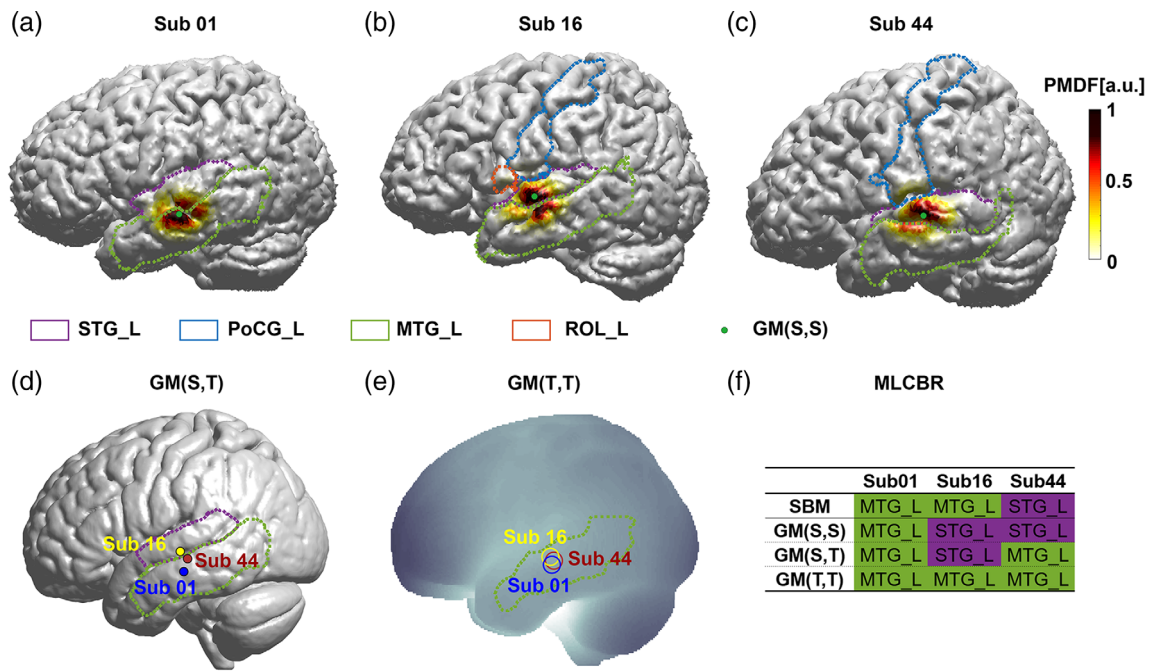 (a) Sub 01
(b) Sub 16
(c) Sub 44
PMDF[a.u.]
1
0.5
0
STG_L PoCG_L MTG_L ROL_L GM(S,S)
(d) GM(S,T)
Sub 16
Sub 44
Sub 01
(e) GM(T,T)
Sub 16
Sub 44
Sub 01
(f) MLCBR
Sub01 Sub16 Sub44
SBM MTG_L MTG_L STG_L
GM(S,S) MTG_L STG_L STG_L
GM(S,T) MTG_L STG_L MTG_L
GM(T,T) MTG_L MTG_L MTG_L